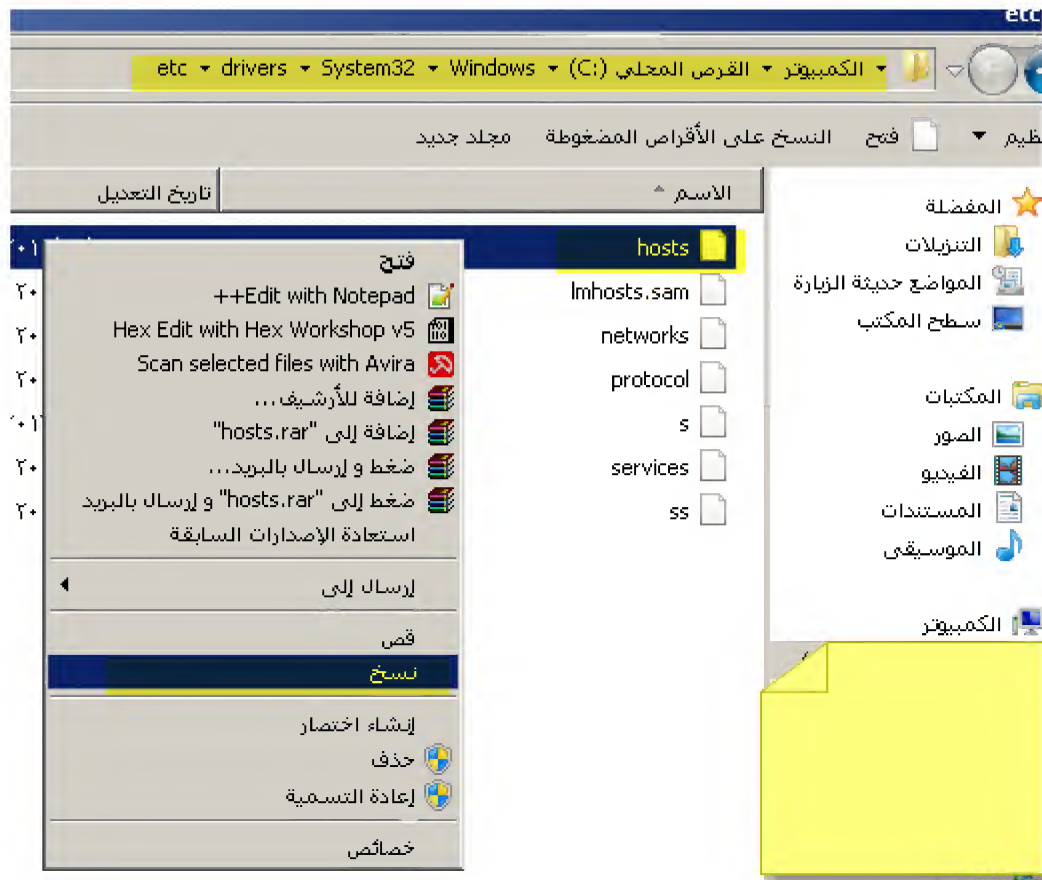 etc
الكمبيوتر ▾ القرص المحلي (C:) ▾ Windows ▾ System32 ▾ drivers ▾ etc
فتح النسخ على الأقراص المضغوطة مجلد جديد
الاسم تاريخ التعديل
المفضلة
التنزيلات
المواضع حديثة الزيارة
سطح المكتب
المكتبات
الصور
الفيديو
المستندات
الموسيقى
الكمبيوتر
hosts
lmhosts.sam
networks
protocol
s
services
ss
فتح
Edit with Notepad++
Hex Edit with Hex Workshop v5
Scan selected files with Avira
إضافة للأرشيف...
إضافة إلى "hosts.rar"
ضغط و إرسال بالبريد...
ضغط إلى "hosts.rar" و إرسال بالبريد
استعادة الإصدارات السابقة
إرسال إلى
قص
نسخ
إنشاء اختصار
حذف
إعادة التسمية
خصائص